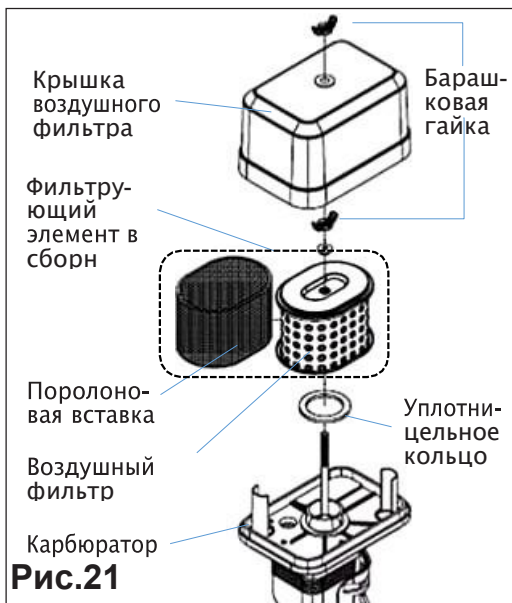 Крышка
воздушного
фильтра
Бараш-
ковая
гайка
Фильтру-
ющий
элемент в
сборн
Поролоно-
вая вставка
Уплотни-
цельное
кольцо
Воздушный
фильтр
Карбюратор
Рис.21